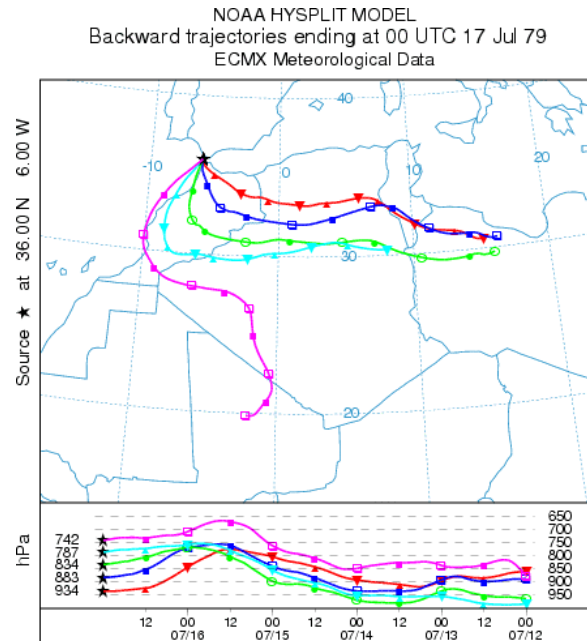 NOAA HYSPLIT MODEL
Backward trajectories ending at 00 UTC 17 Jul 79
ECMX Meteorological Data
Source ★ at 36.00 N 6.00 W
40
-10
0
10
20
30
20
hPa
742
787
834
883
934
650
700
750
800
850
900
950
12 00 12 00 12 00 12 00 12 00
07/16 07/15 07/14 07/13 07/12